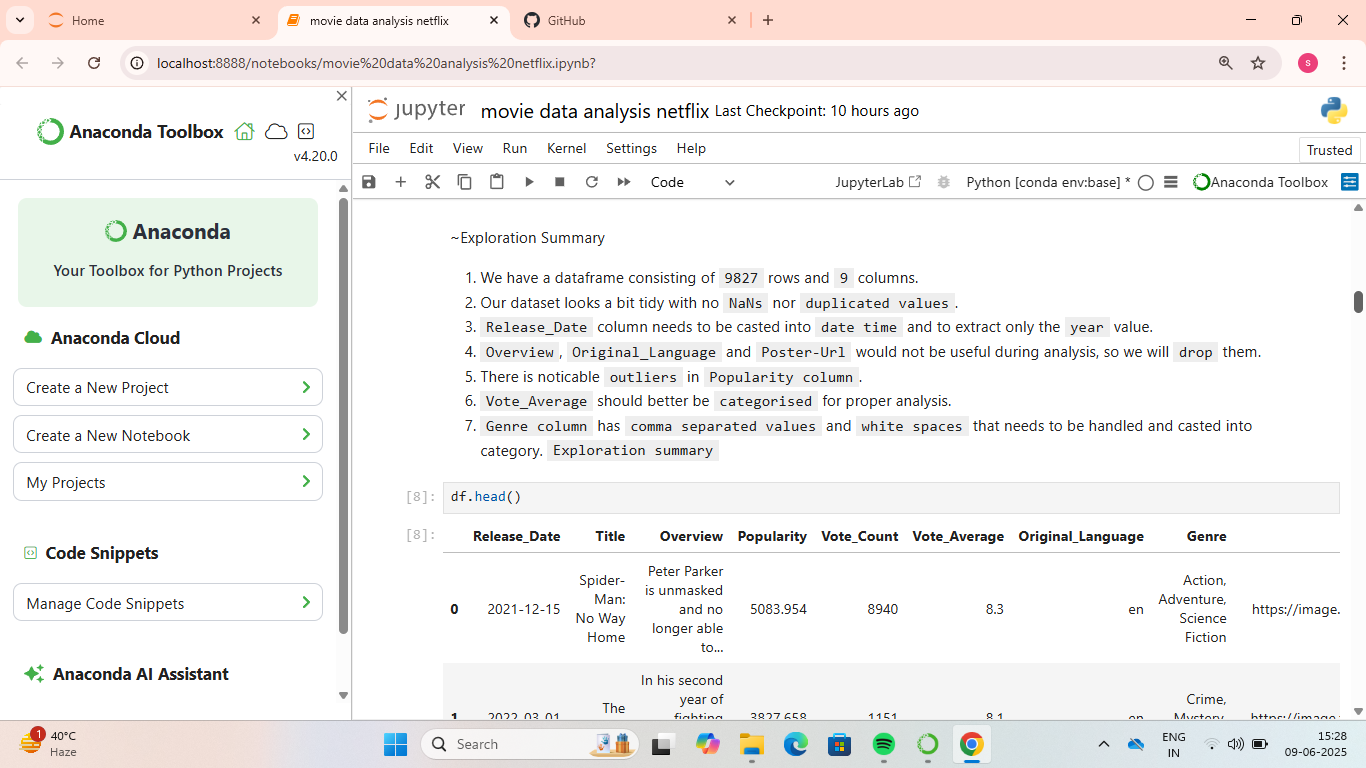 Home
movie data analysis netflix
GitHub
localhost:8888/notebooks/movie%20data%20analysis%20netflix.ipynb?
s
Anaconda Toolbox
v4.20.0
Anaconda
Your Toolbox for Python Projects
Anaconda Cloud
Create a New Project
Create a New Notebook
My Projects
Code Snippets
Manage Code Snippets
Anaconda AI Assistant
jupyter movie data analysis netflix Last Checkpoint: 10 hours ago
File Edit View Run Kernel Settings Help
Trusted
Code JupyterLab Python [conda env:base] * Anaconda Toolbox
~Exploration Summary
1. We have a dataframe consisting of 9827 rows and 9 columns.
2. Our dataset looks a bit tidy with no NaNs nor duplicated values.
3. Release_Date column needs to be casted into date time and to extract only the year value.
4. Overview, Original_Language and Poster-Url would not be useful during analysis, so we will drop them.
5. There is noticable outliers in Popularity column.
6. Vote_Average should better be categorised for proper analysis.
7. Genre column has comma separated values and white spaces that needs to be handled and casted into
category. Exploration summary
[8]: df.head()
[8]:
Release_Date Title Overview Popularity Vote_Count Vote_Average Original_Language Genre
Peter Parker
Spider- is unmasked Action,
Man: and no Adventure,
0 2021-12-15 No Way longer able 5083.954 8940 8.3 en Science https://image.
Home to... Fiction
In his second
year of Crime,
The fighting Mystery,
1 2022-03-01 3827.658 1151 8.1 en https://image.
1
40°C
Haze
Search
ENG
IN
15:28
09-06-2025